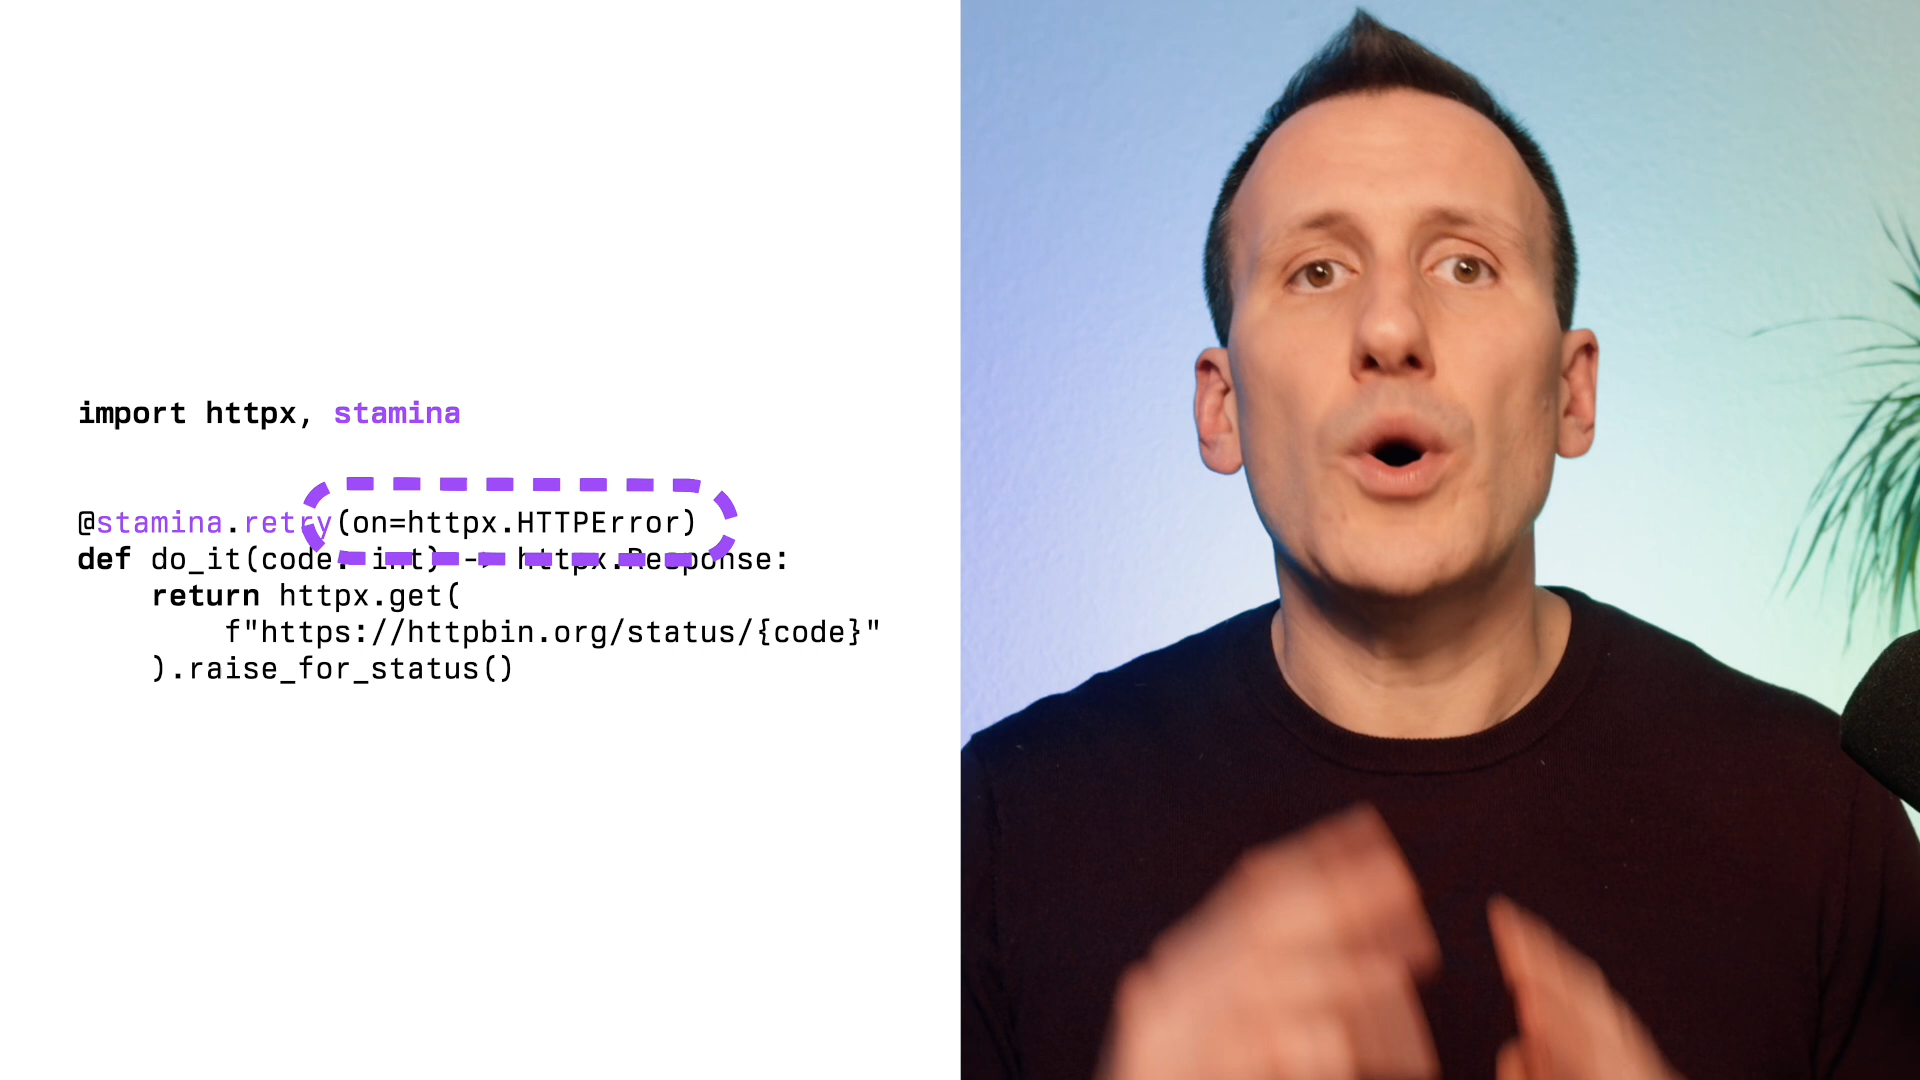 import httpx, stamina
@stamina.retry(on=httpx.HTTPError)
def do_it(code: int) -> httpx.Response:
    return httpx.get(
        f"https://httpbin.org/status/{code}"
    ).raise_for_status()